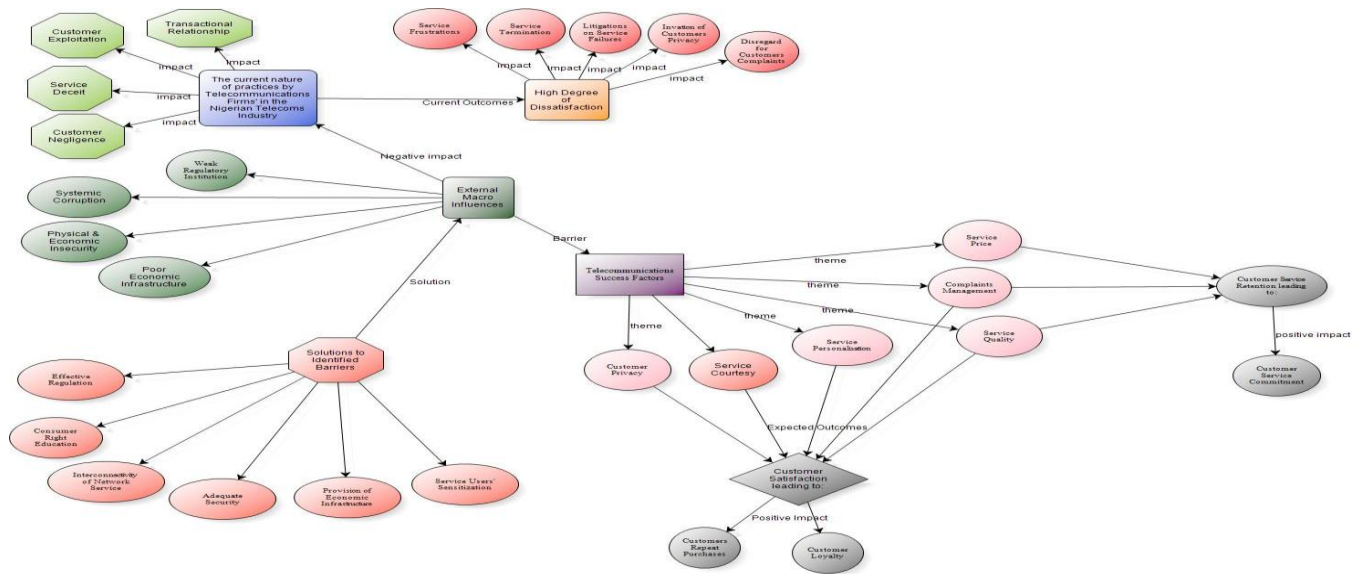 Customer
Exploitation
Transactional
Relationship
Service
Deceit
Customer
Negligence
impact
impact
impact
impact
The current nature
of practices by
Telecommunications
Firms' in the
Nigerian Telecoms
Industry
Current Outcomes
Service
Frustrations
Service
Termination
Litigations
on Service
Failures
Invation of
Customers
Privacy
Disregard
for
Customers
Complaints
impact
impact
impact
impact
impact
High Degree
of
Dissatisfaction
Negative impact
Weak
Regulatory
Institution
Systemic
Corruption
Physical &
Economic
Insecurity
Poor
Economic
Infrastructure
External
Macro
Influences
Barrier
Solution
Telecommunications
Success Factors
theme
theme
theme
theme
theme
Service
Price
Complaints
Management
Service
Quality
Service
Personalisation
Service
Courtesy
Customer
Privacy
Customer Service
Retention leading
to:
positive impact
Customer
Service
Commitment
Solutions to
Identified
Barriers
Effective
Regulation
Consumer
Right
Education
Interconnectivity
of Network
Service
Adequate
Security
Provision of
Economic
Infrastructure
Service Users'
Sensitization
Expected Outcomes
Customer
Satisfaction
leading to:
Positive Impact
Customers
Repeat
Purchases
Customer
Loyalty